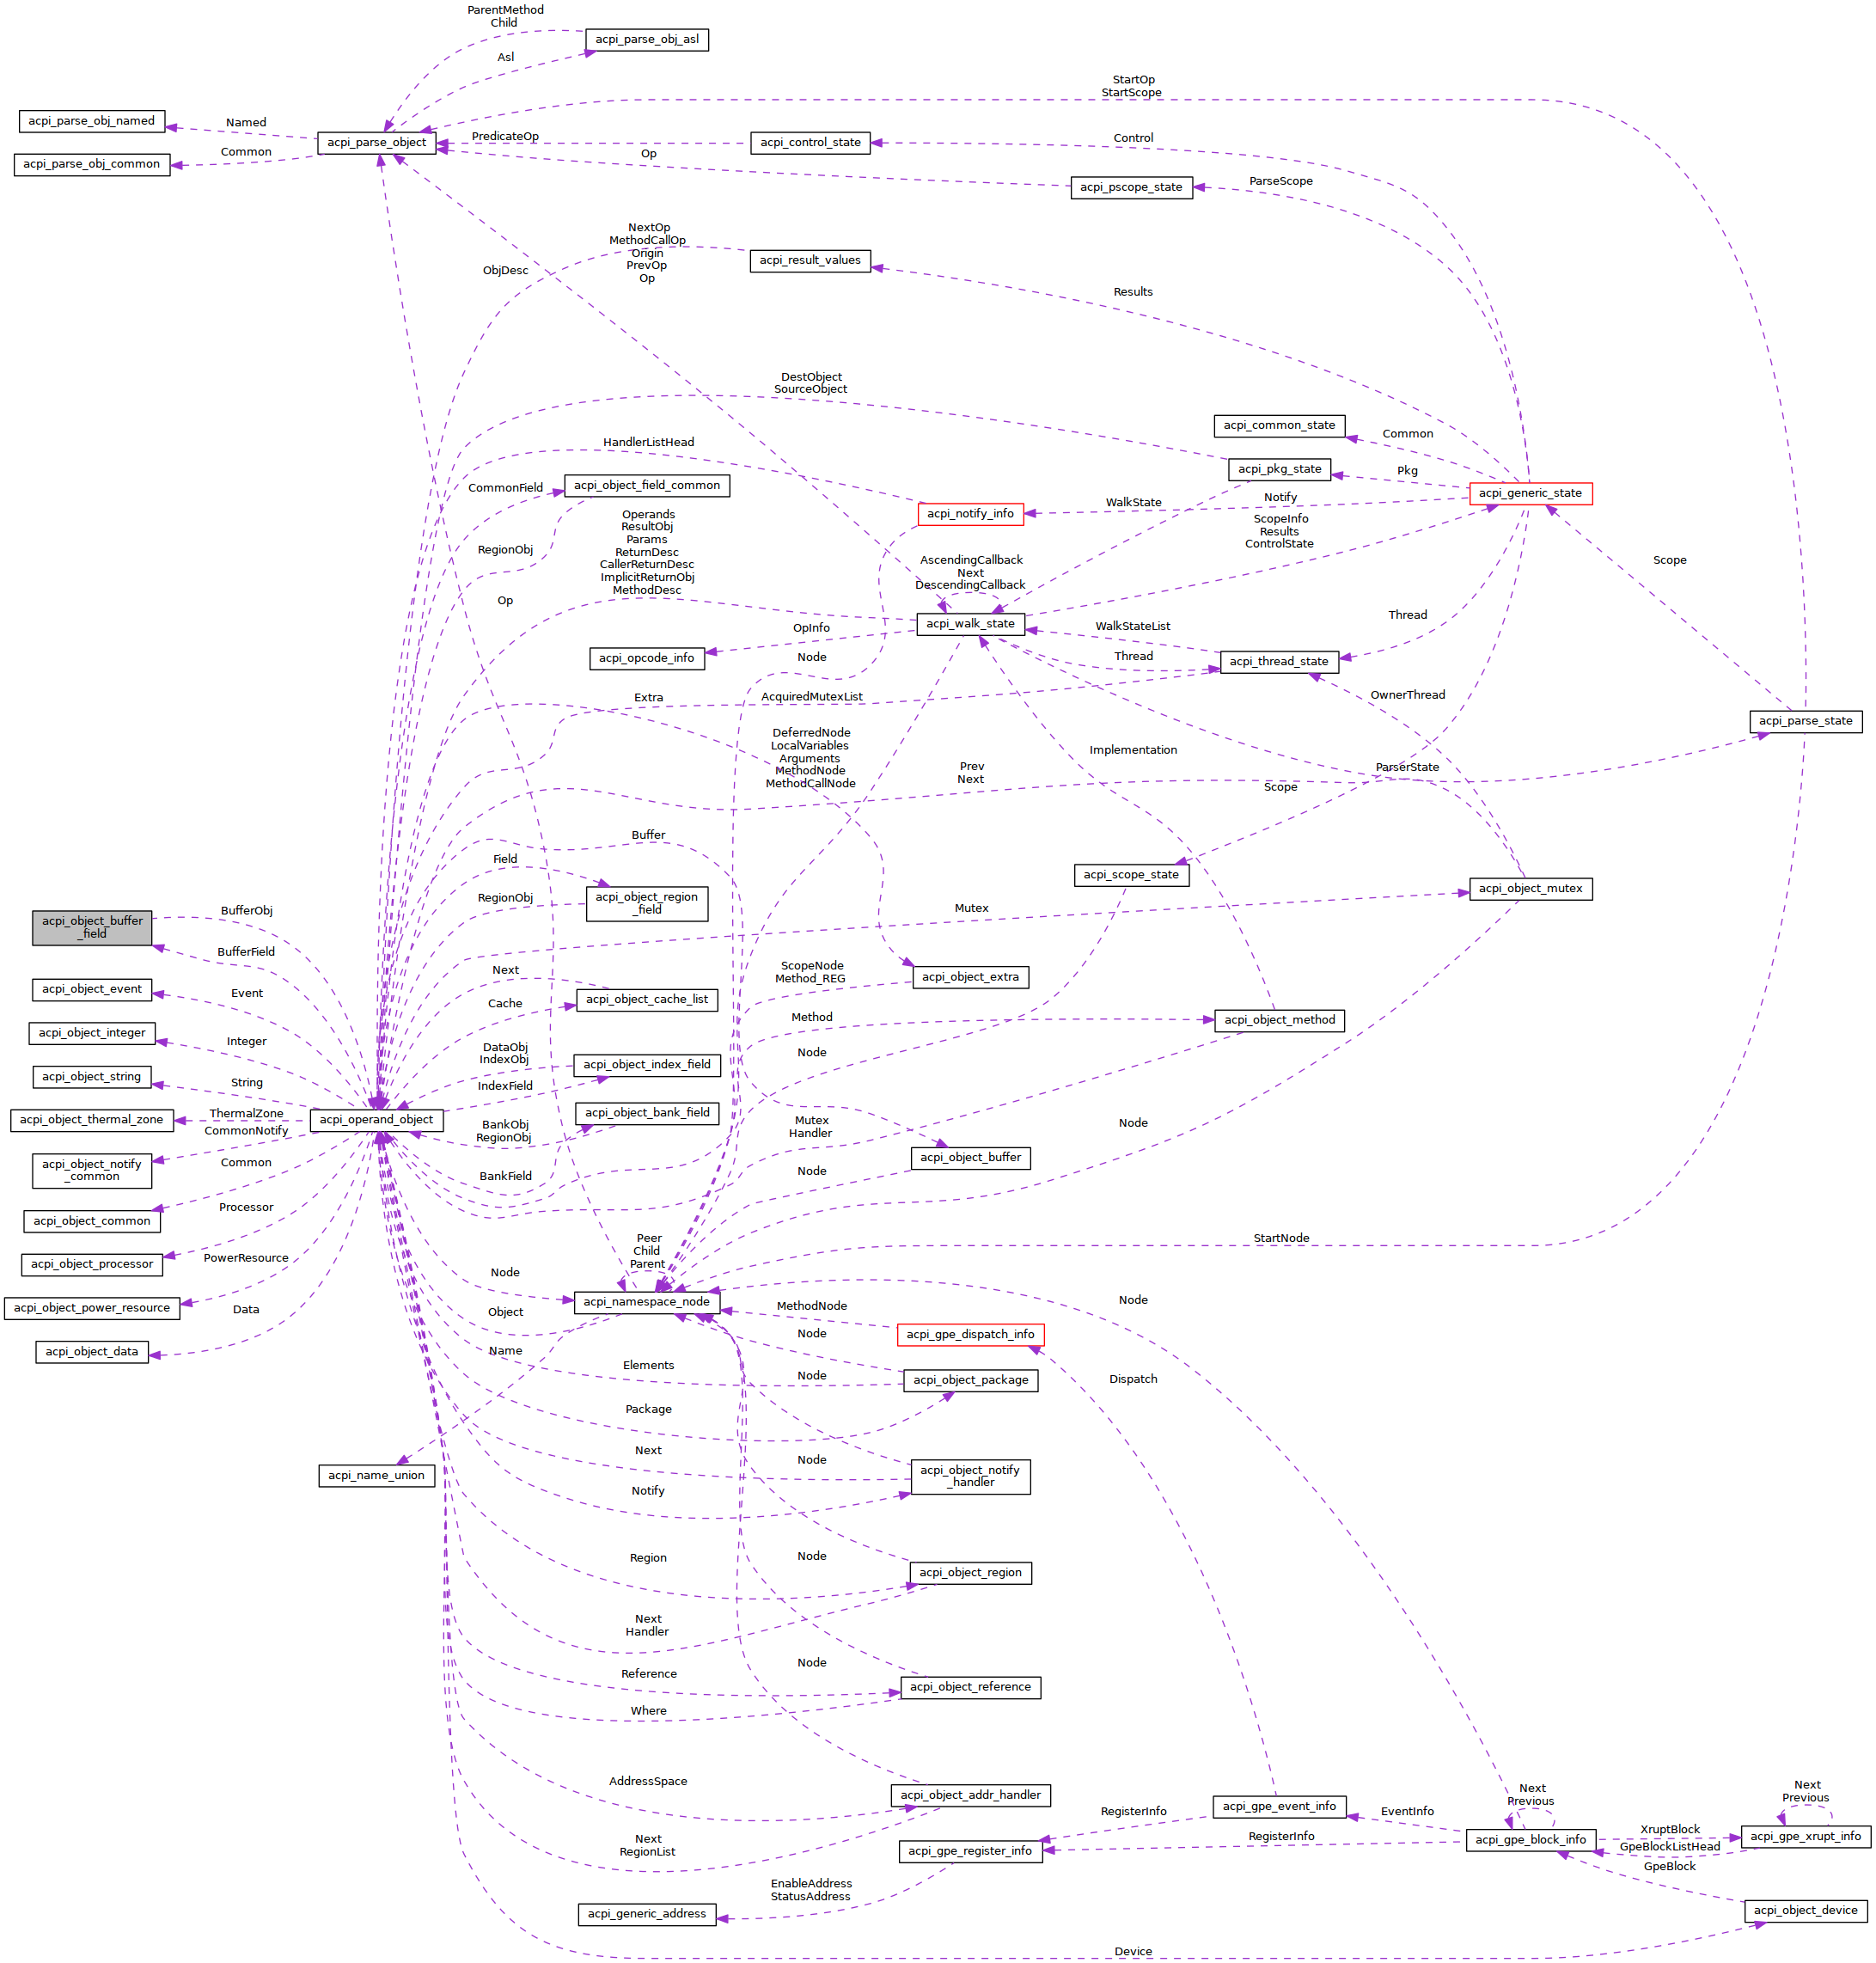 ParentMethod
Child
acpi_parse_obj_asl
Asl
StartOp
StartScope
acpi_parse_obj_named
Named
acpi_parse_object
PredicateOp
acpi_control_state
Control
Common
acpi_parse_obj_common
Op
acpi_pscope_state
ParseScope
NextOp
MethodCallOp
Origin
PrevOp
Op
ObjDesc
acpi_result_values
Results
DestObject
SourceObject
acpi_common_state
Common
HandlerListHead
acpi_pkg_state
Pkg
CommonField
acpi_object_field_common
acpi_generic_state
WalkState
Notify
acpi_notify_info
Operands
ResultObj
Params
ReturnDesc
CallerReturnDesc
ImplicitReturnObj
MethodDesc
ScopeInfo
Results
ControlState
RegionObj
AscendingCallback
Next
DescendingCallback
Scope
Op
acpi_walk_state
Thread
OpInfo
WalkStateList
acpi_opcode_info
Node
Thread
acpi_thread_state
Extra
AcquiredMutexList
OwnerThread
acpi_parse_state
DeferredNode
LocalVariables
Arguments
MethodNode
MethodCallNode
Implementation
Prev
Next
ParserState
Scope
Buffer
Field
acpi_scope_state
acpi_object_mutex
RegionObj
acpi_object_region
_field
BufferObj
Mutex
acpi_object_buffer
_field
BufferField
Next
ScopeNode
Method_REG
acpi_object_extra
acpi_object_event
Event
Cache
acpi_object_cache_list
Method
acpi_object_method
acpi_object_integer
Integer
DataObj
IndexObj
Node
acpi_object_index_field
acpi_object_string
String
IndexField
ThermalZone
acpi_object_thermal_zone
acpi_operand_object
acpi_object_bank_field
CommonNotify
BankObj
RegionObj
Mutex
Handler
Node
acpi_object_notify
_common
Common
BankField
Node
acpi_object_buffer
Processor
acpi_object_common
Peer
Child
Parent
StartNode
PowerResource
acpi_object_processor
Node
acpi_namespace_node
Node
acpi_object_power_resource
Data
Object
MethodNode
acpi_gpe_dispatch_info
Node
acpi_object_data
Name
Elements
Node
acpi_object_package
Dispatch
Package
Next
Node
acpi_name_union
acpi_object_notify
_handler
Notify
Region
Node
acpi_object_region
Next
Handler
Node
Reference
acpi_object_reference
Where
AddressSpace
acpi_object_addr_handler
Next
Previous
Next
Previous
acpi_gpe_event_info
RegisterInfo
EventInfo
Next
RegionList
acpi_gpe_register_info
RegisterInfo
acpi_gpe_block_info
XruptBlock
acpi_gpe_xrupt_info
GpeBlockListHead
GpeBlock
EnableAddress
StatusAddress
acpi_generic_address
acpi_object_device
Device